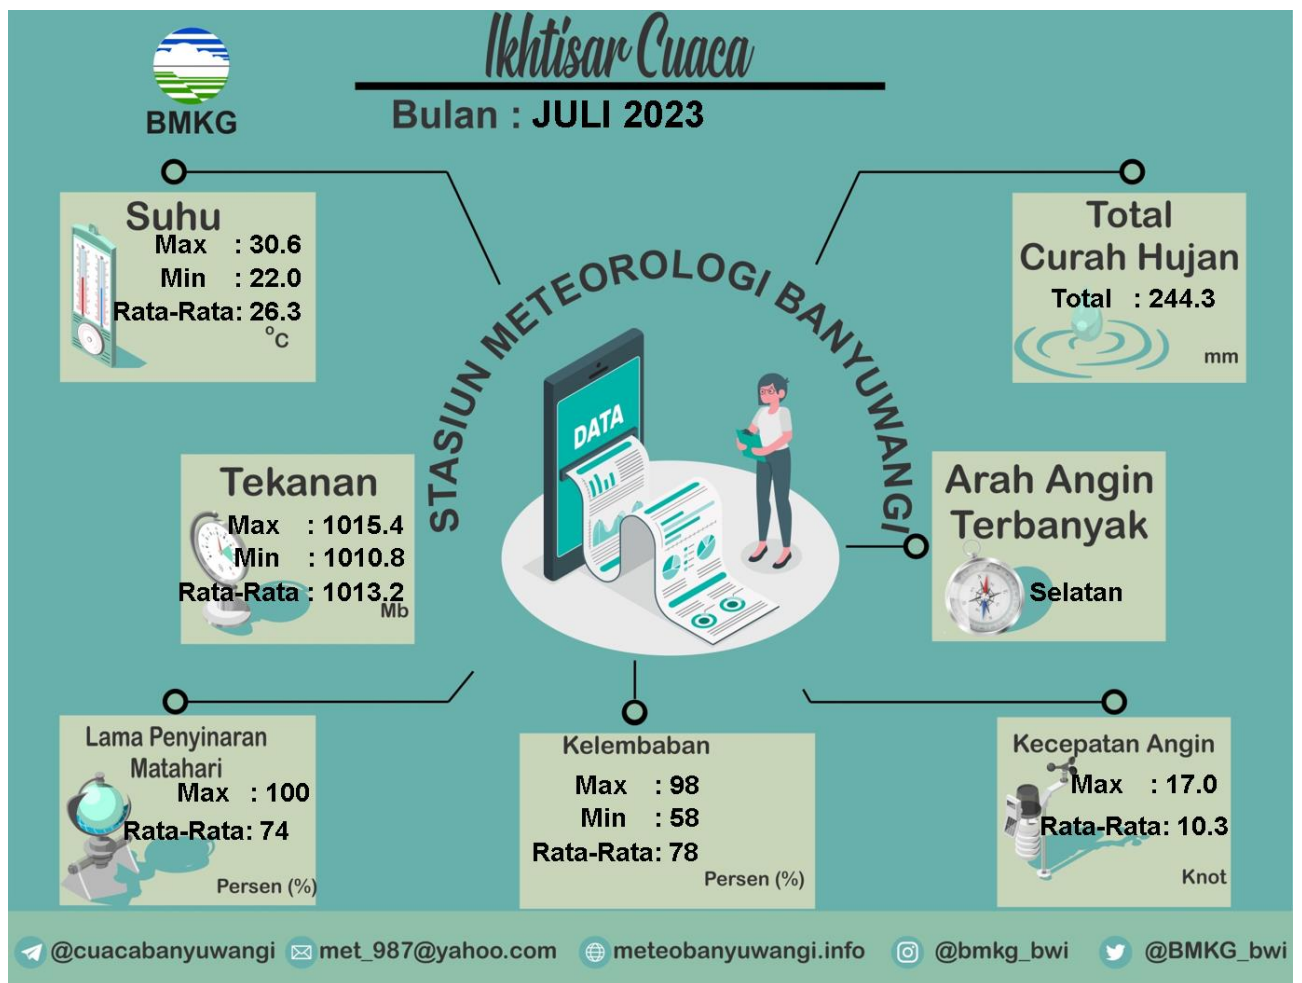 Ikhtisar Cuaca
BMKG
Bulan : JULI 2023
Suhu
Max : 30.6
Min : 22.0
Rata-Rata: 26.3
°C
Total
Curah Hujan
Total : 244.3
mm
STASIUN METEOROLOGI BANYUWANGI
DATA
Tekanan
Max : 1015.4
Min : 1010.8
Rata-Rata : 1013.2
Mb
Arah Angin
Terbanyak
Selatan
Lama Penyinaran
Matahari
Max : 100
Rata-Rata: 74
Persen (%)
Kelembaban
Max : 98
Min : 58
Rata-Rata: 78
Persen (%)
Kecepatan Angin
Max : 17.0
Rata-Rata: 10.3
Knot
@cuacabanyuwangi met_987@yahoo.com meteobanyuwangi.info @bmkg_bwi @BMKG_bwi